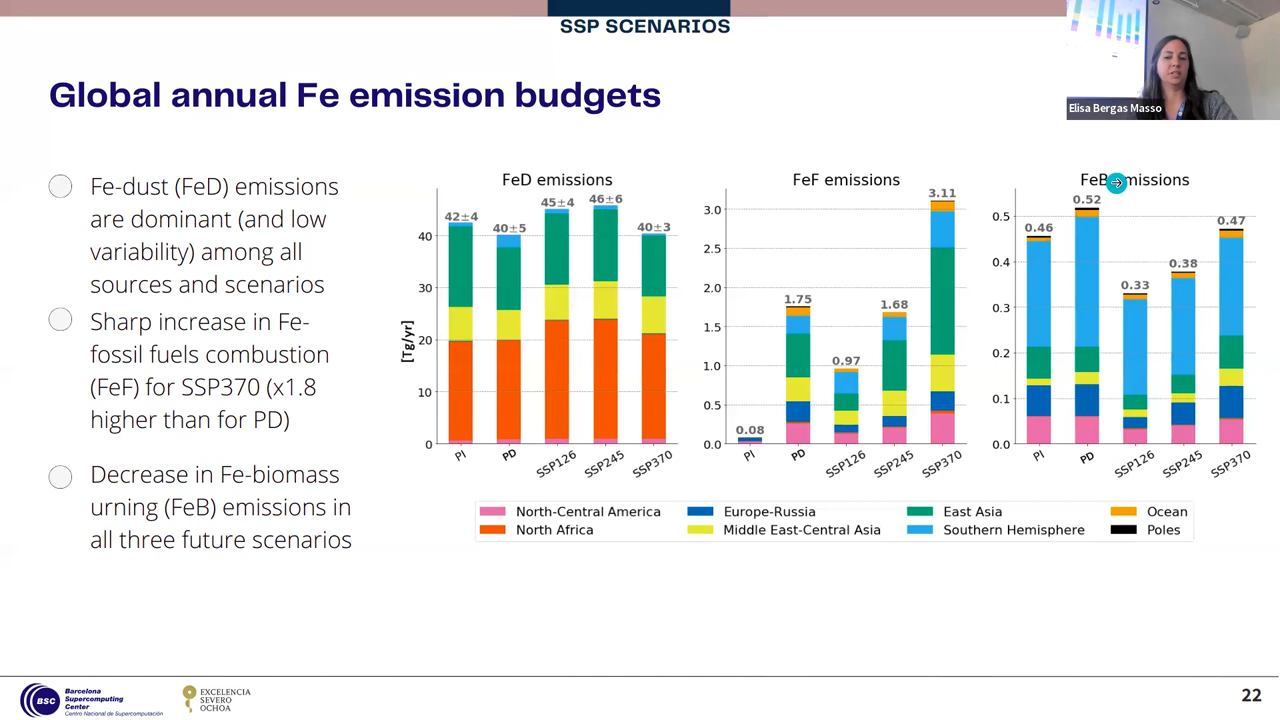 SSP SCENARIOS
Elisa Bergas Masso
Global annual Fe emission budgets
Fe-dust (FeD) emissions
are dominant (and low
variability) among all
sources and scenarios
Sharp increase in Fe-
fossil fuels combustion
(FeF) for SSP370 (x1.8
higher than for PD)
Decrease in Fe-biomass
urning (FeB) emissions in
all three future scenarios
FeD emissions
[Tg/yr]
40
30
20
10
0
42±4
40±5
45±4
46±6
40±3
PI
PD
SSP126
SSP245
SSP370
FeF emissions
3.0
2.5
2.0
1.5
1.0
0.5
0.0
0.08
1.75
0.97
1.68
3.11
PI
PD
SSP126
SSP245
SSP370
FeB emissions
0.5
0.4
0.3
0.2
0.1
0.0
0.46
0.52
0.33
0.38
0.47
PI
PD
SSP126
SSP245
SSP370
North-Central America
North Africa
Europe-Russia
Middle East-Central Asia
East Asia
Southern Hemisphere
Ocean
Poles
BSC
Barcelona
Supercomputing
Center
Centro Nacional de Supercomputación
EXCELENCIA
SEVERO
OCHOA
22